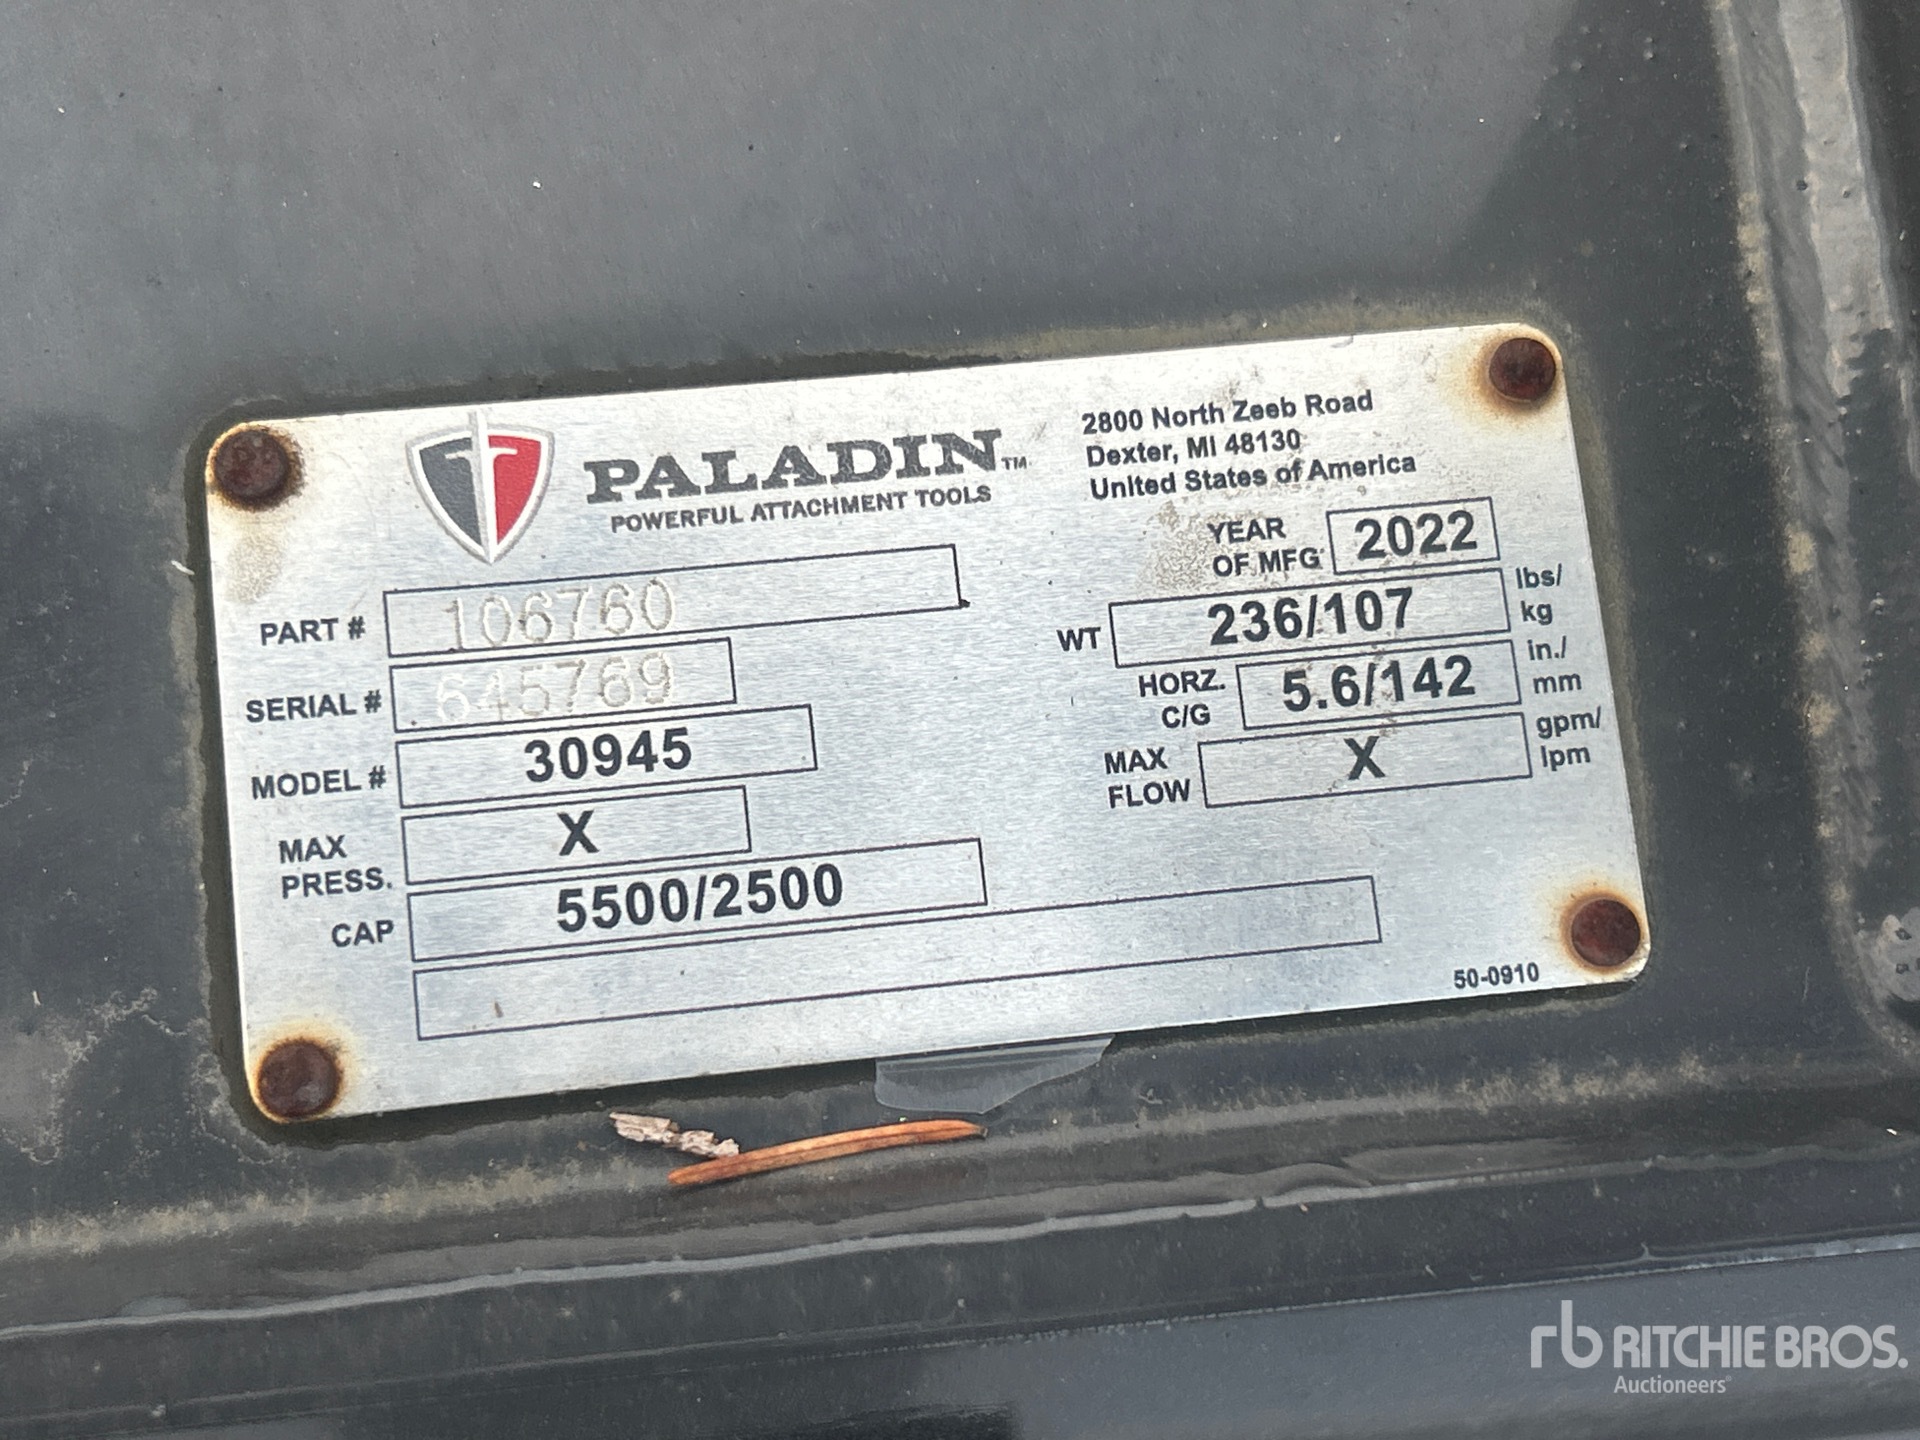 PALADIN™
POWERFUL ATTACHMENT TOOLS
2800 North Zeeb Road
Dexter, MI 48130
United States of America
YEAR OF MFG 2022
PART # 106760
WT 236/107 lbs/kg
SERIAL # 645769
HORZ. C/G 5.6/142 in./mm
MODEL # 30945
MAX FLOW X gpm/lpm
MAX PRESS. X
CAP 5500/2500
50-0910
rb RITCHIE BROS.
Auctioneers